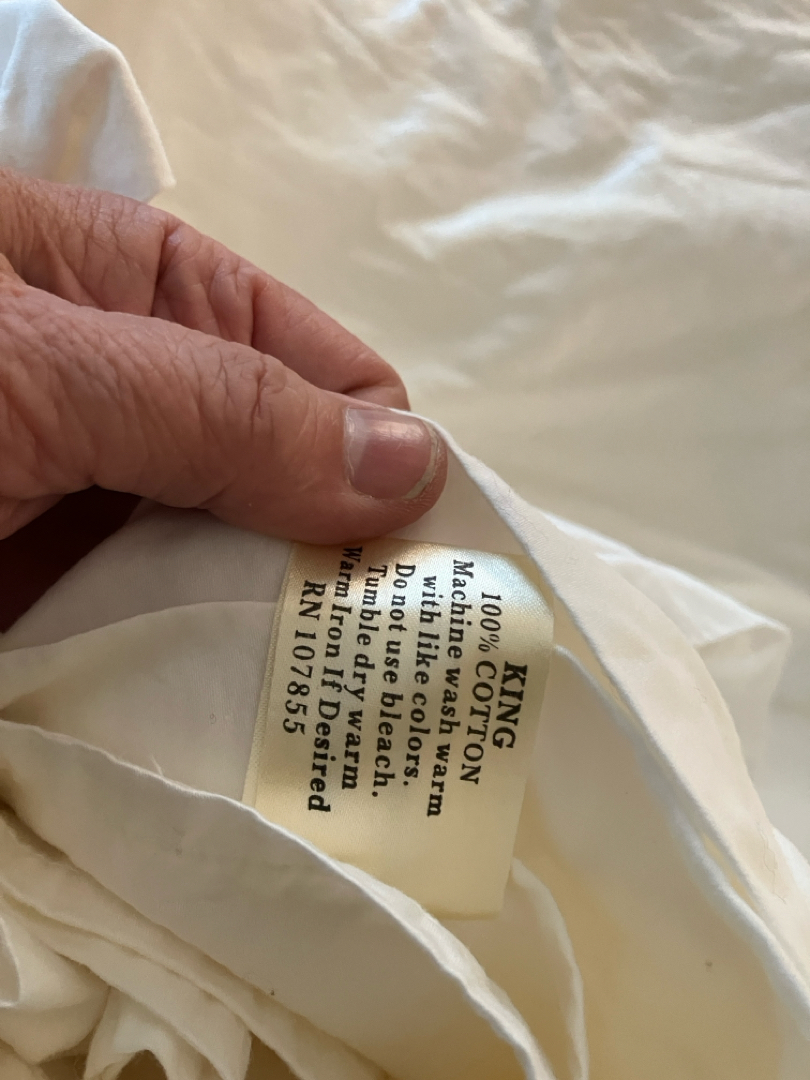 KING
100% COTTON
Machine wash warm
with like colors.
Do not use bleach.
Tumble dry warm
Warm Iron If Desired
RN 107855